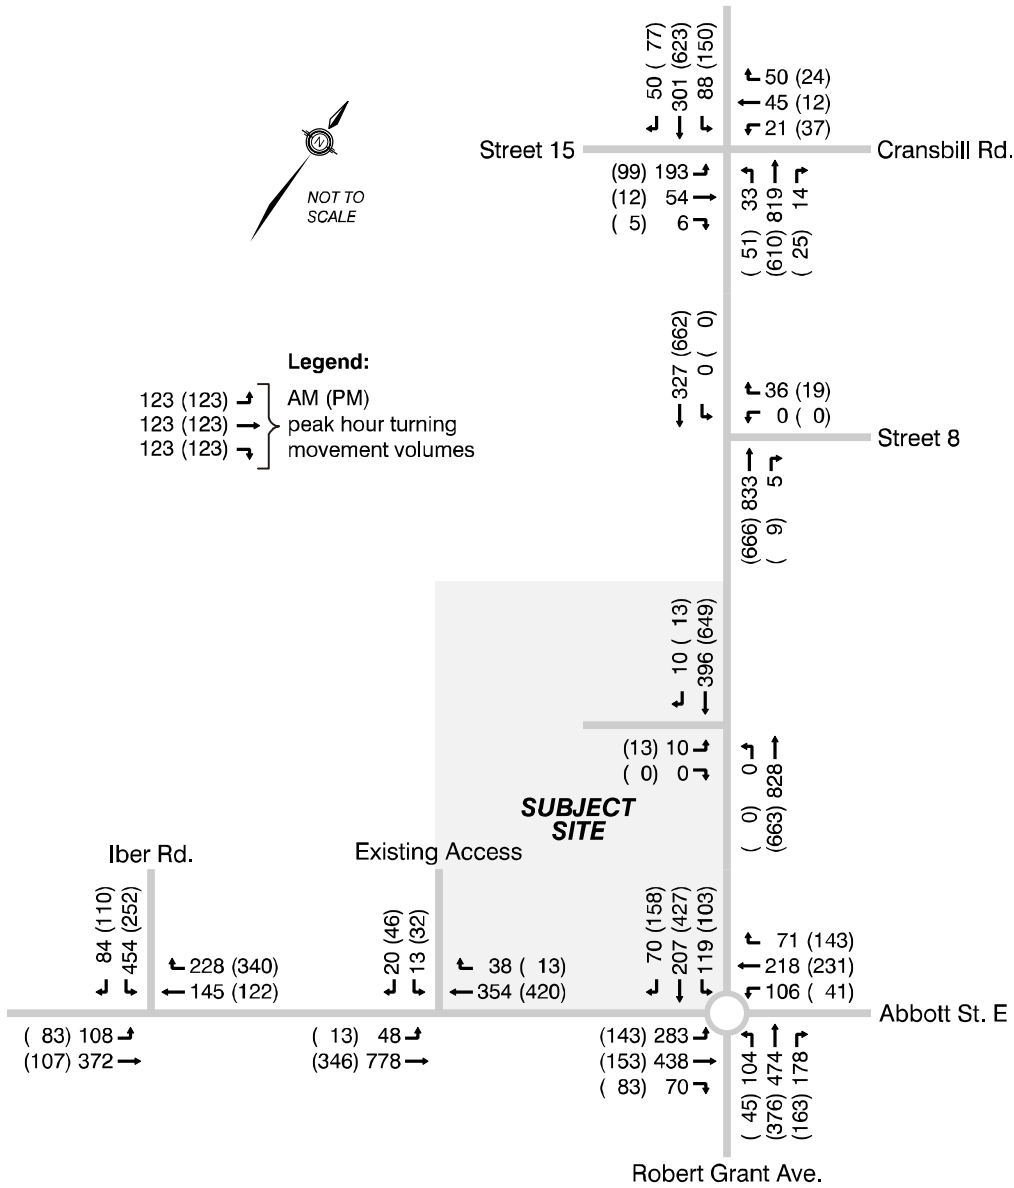 50 ( 77)
301 (623)
88 (150)
50 (24)
45 (12)
21 (37)
Street 15
Cransbill Rd.
(99) 193
(12) 54
( 5) 6
( 51) 33
(610) 819
( 25) 14
N
NOT TO
SCALE
327 (662)
0 ( 0)
Legend:
123 (123)
123 (123)
123 (123)
AM (PM)
peak hour turning
movement volumes
36 (19)
0 ( 0)
Street 8
(666) 833
( 9) 5
10 ( 13)
396 (649)
(13) 10
( 0) 0
( 0) 0
(663) 828
SUBJECT
SITE
Iber Rd.
Existing Access
84 (110)
454 (252)
228 (340)
145 (122)
20 (46)
13 (32)
38 ( 13)
354 (420)
70 (158)
207 (427)
119 (103)
71 (143)
218 (231)
106 ( 41)
Abbott St. E
( 83) 108
(107) 372
( 13) 48
(346) 778
(143) 283
(153) 438
( 83) 70
( 45) 104
(376) 474
(163) 178
Robert Grant Ave.